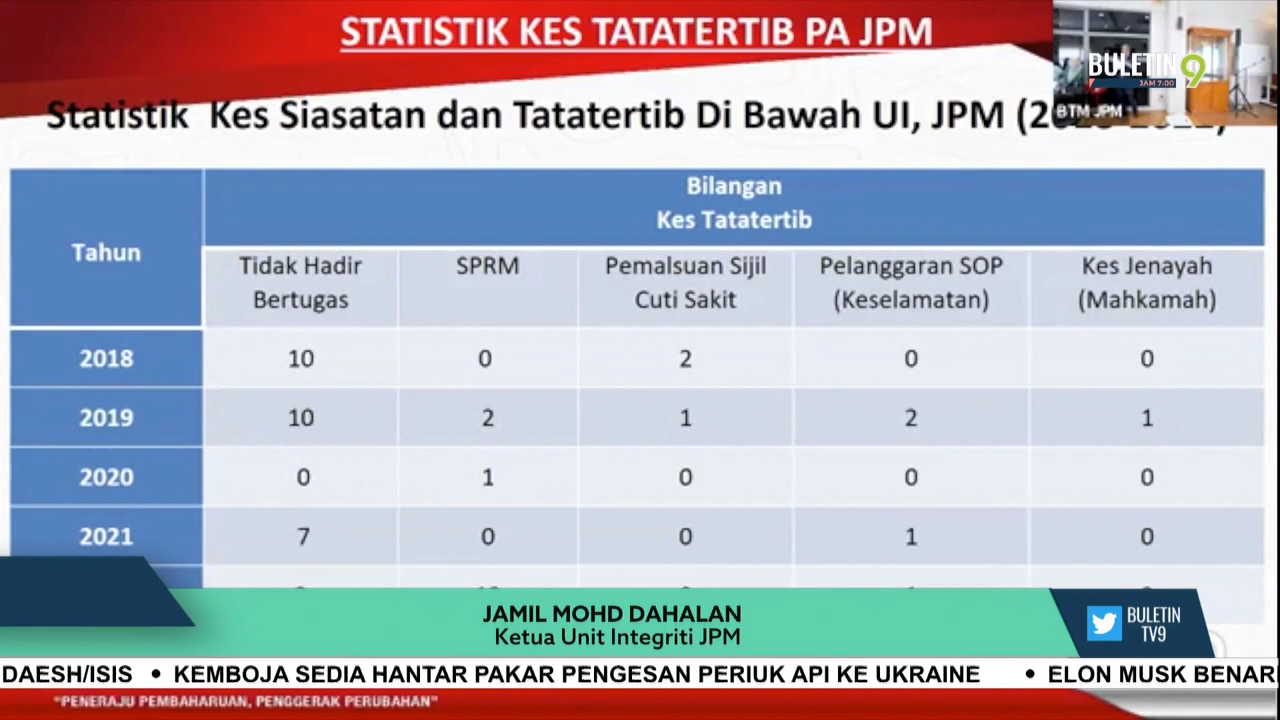 STATISTIK KES TATATERTIB PA JPM
BULETIN 9
JAM 7:00
BTM JPM
Statistik Kes Siasatan dan Tatatertib Di Bawah UI, JPM
Tahun
Bilangan
Kes Tatatertib
Tidak Hadir Bertugas
SPRM
Pemalsuan Sijil Cuti Sakit
Pelanggaran SOP (Keselamatan)
Kes Jenayah (Mahkamah)
2018 10 0 2 0 0
2019 10 2 1 2 1
2020 0 1 0 0 0
2021 7 0 0 1 0
JAMIL MOHD DAHALAN
Ketua Unit Integriti JPM
BULETIN
TV9
DAESH/ISIS • KEMBOJA SEDIA HANTAR PAKAR PENGESAN PERIUK API KE UKRAINE • ELON MUSK BENAR
"PENERAJU PEMBAHARUAN, PENGGERAK PERUBAHAN"